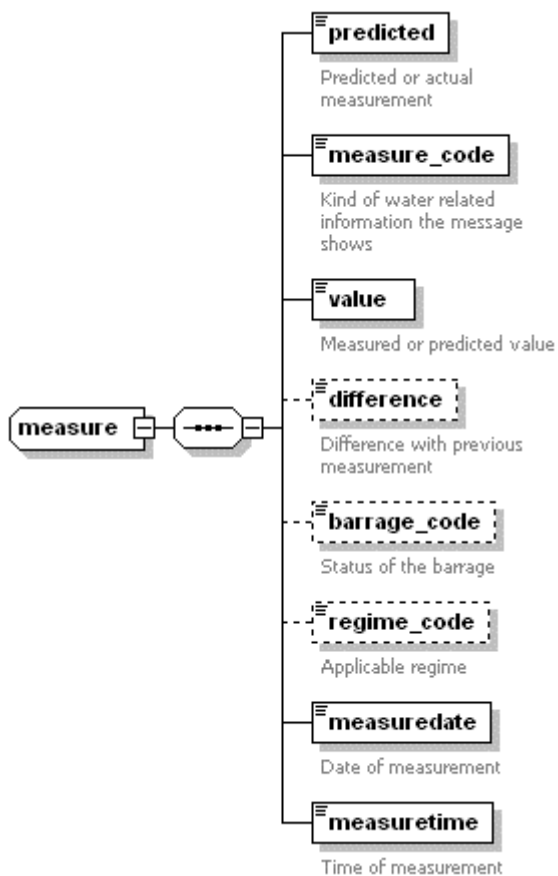 predicted
Predicted or actual
measurement
measure_code
Kind of water related
information the message
shows
value
Measured or predicted value
measure
difference
Difference with previous
measurement
barrage_code
Status of the barrage
regime_code
Applicable regime
measuredate
Date of measurement
measuretime
Time of measurement